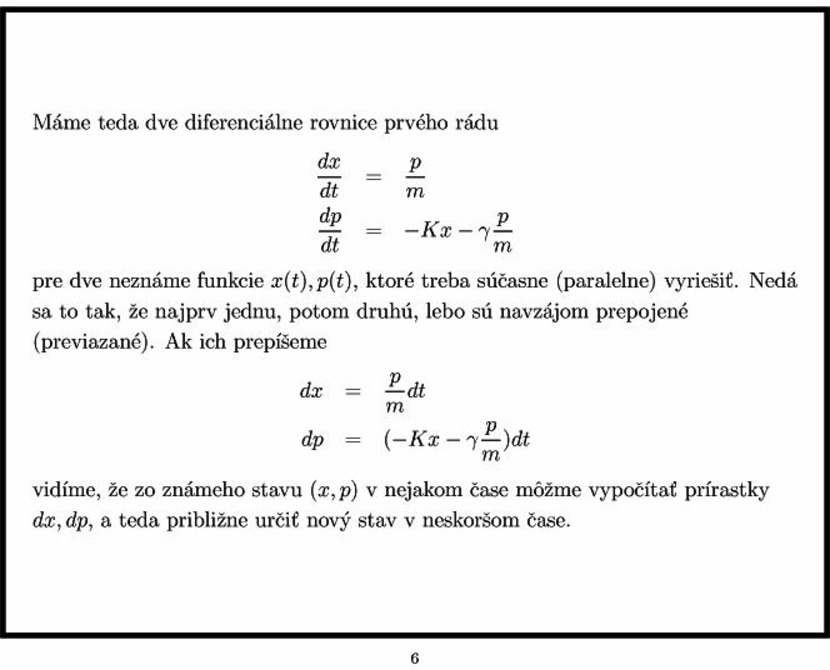 Máme teda dve diferenciálne rovnice prvého rádu
dx/dt = p/m
dp/dt = −Kx − γ p/m
pre dve neznáme funkcie x(t), p(t), ktoré treba súčasne (paralelne) vyriešiť. Nedá
sa to tak, že najprv jednu, potom druhú, lebo sú navzájom prepojené
(previazané). Ak ich prepíšeme
dx = p/m dt
dp = (−Kx − γ p/m)dt
vidíme, že zo známeho stavu (x, p) v nejakom čase môžme vypočítať prírastky
dx, dp, a teda približne určiť nový stav v neskoršom čase.
6